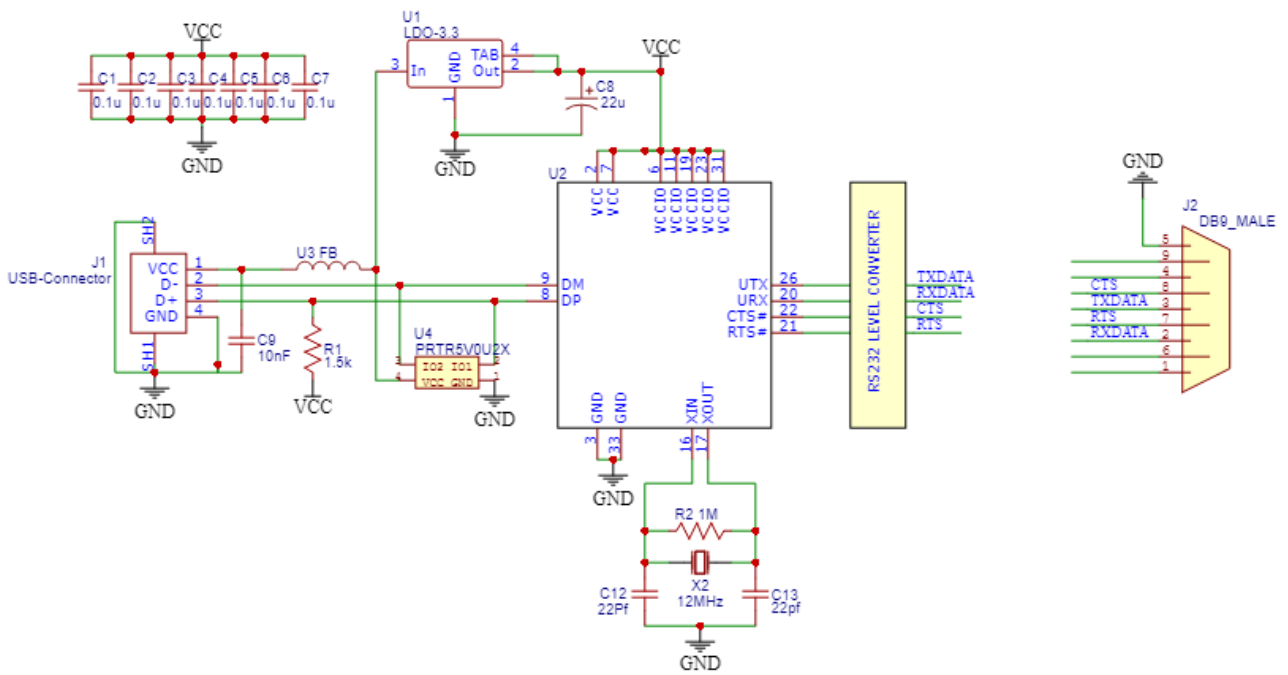 VCC
C1
C2
C3
C4
C5
C6
C7
0.1u
0.1u
0.1u
0.1u
0.1u
0.1u
0.1u
GND
U1
LDO-3.3
3
In
GND
1
TAB
Out
4
2
C8
22u
GND
VCC
U2
2
7
6
11
19
23
31
VCC
VCC
VCCIO
VCCIO
VCCIO
VCCIO
VCCIO
9
DM
8
DP
UTX
26
URX
20
CTS#
22
RTS#
21
GND
GND
3
33
GND
XIN
XOUT
16
17
J1
USB-Connector
SH2
VCC
1
D-
2
D+
3
GND
4
SH1
GND
U3 FB
C9
10nF
R1
1.5k
VCC
U4
PRTR5V0U2X
3
IO2 IO1
2
4
VCC GND
1
GND
R2 1M
X2
12MHz
C12
22Pf
C13
22pf
GND
RS232 LEVEL CONVERTER
TXDATA
RXDATA
CTS
RTS
GND
J2
DB9_MALE
5
9
4
CTS
8
TXDATA
3
RTS
7
RXDATA
2
6
1